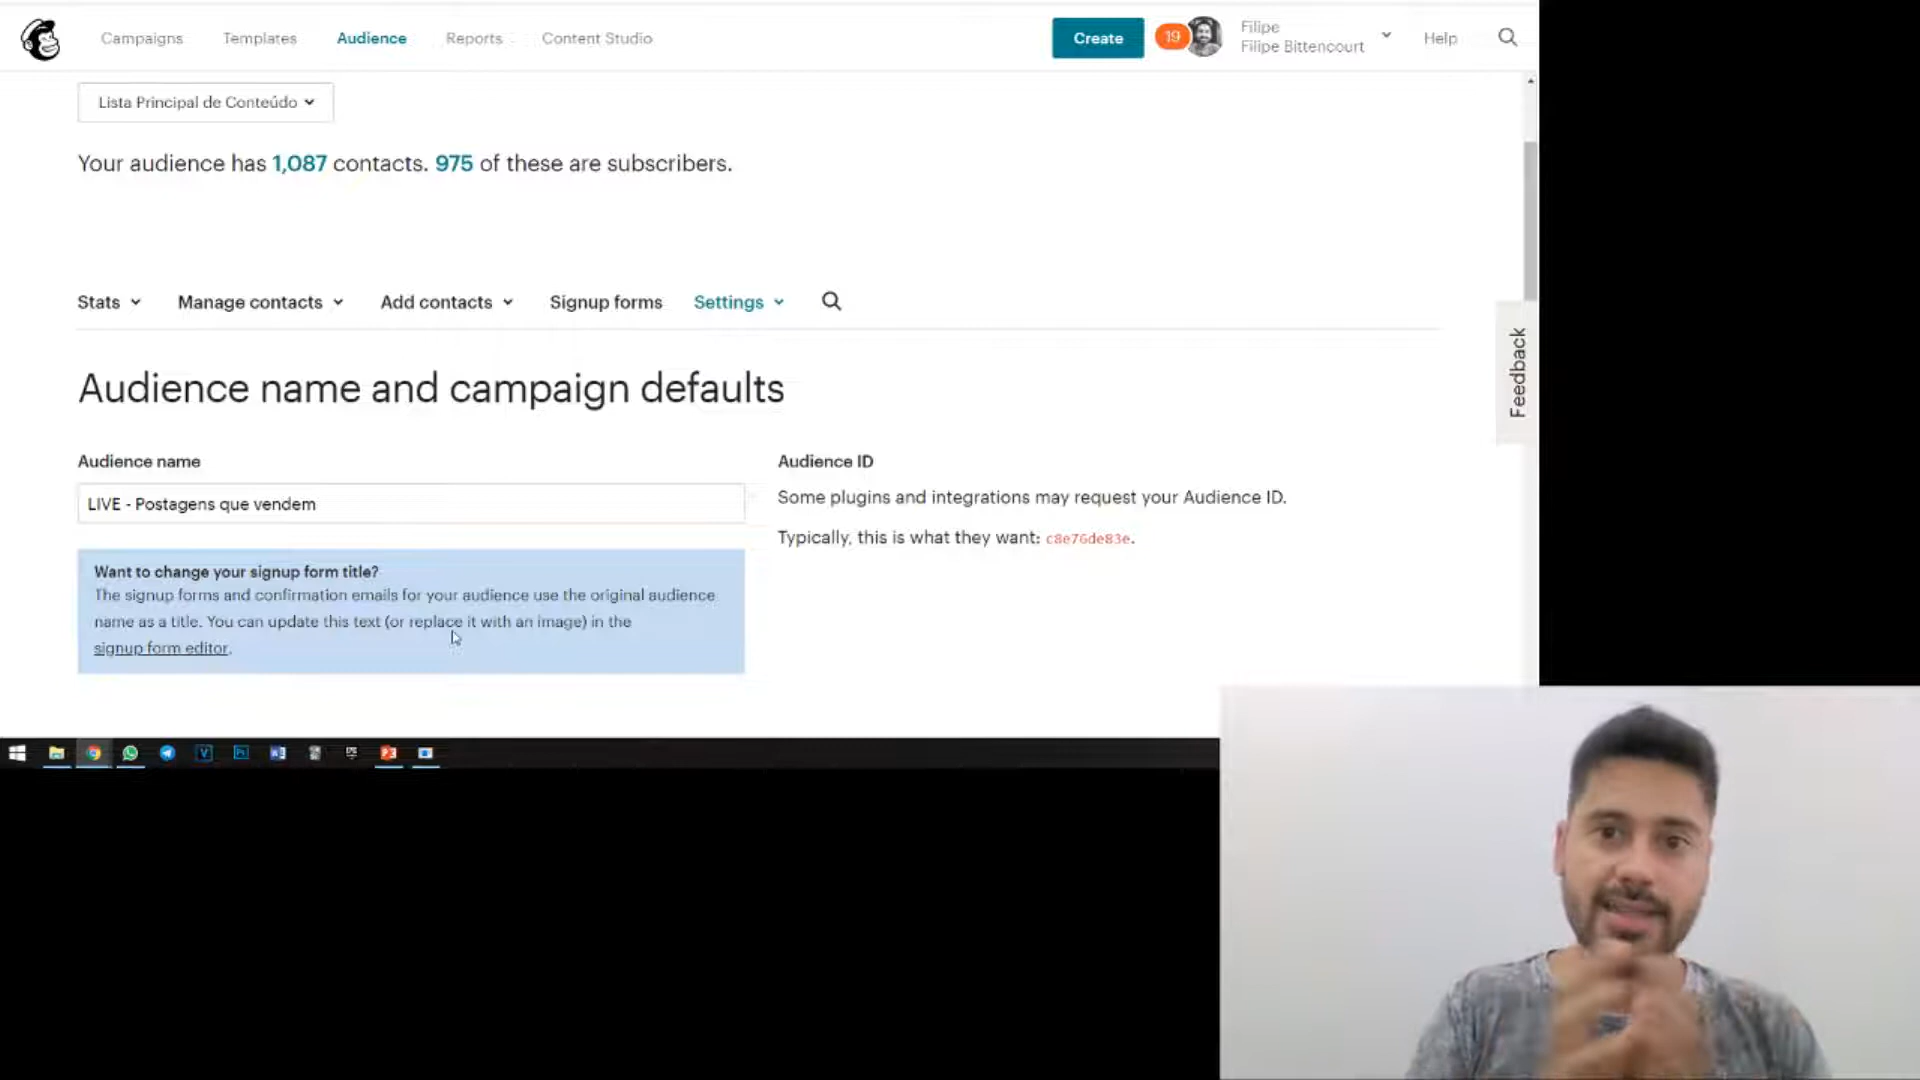 Campaigns Templates Audience Reports Content Studio Create 19 Filipe Help
Filipe Bittencourt
Lista Principal de Conteúdo
Your audience has 1,087 contacts. 975 of these are subscribers.
Stats Manage contacts Add contacts Signup forms Settings
Feedback
Audience name and campaign defaults
Audience name
LIVE - Postagens que vendem
Want to change your signup form title?
The signup forms and confirmation emails for your audience use the original audience
name as a title. You can update this text (or replace it with an image) in the
signup form editor.
Audience ID
Some plugins and integrations may request your Audience ID.
Typically, this is what they want: c8e76de83e.